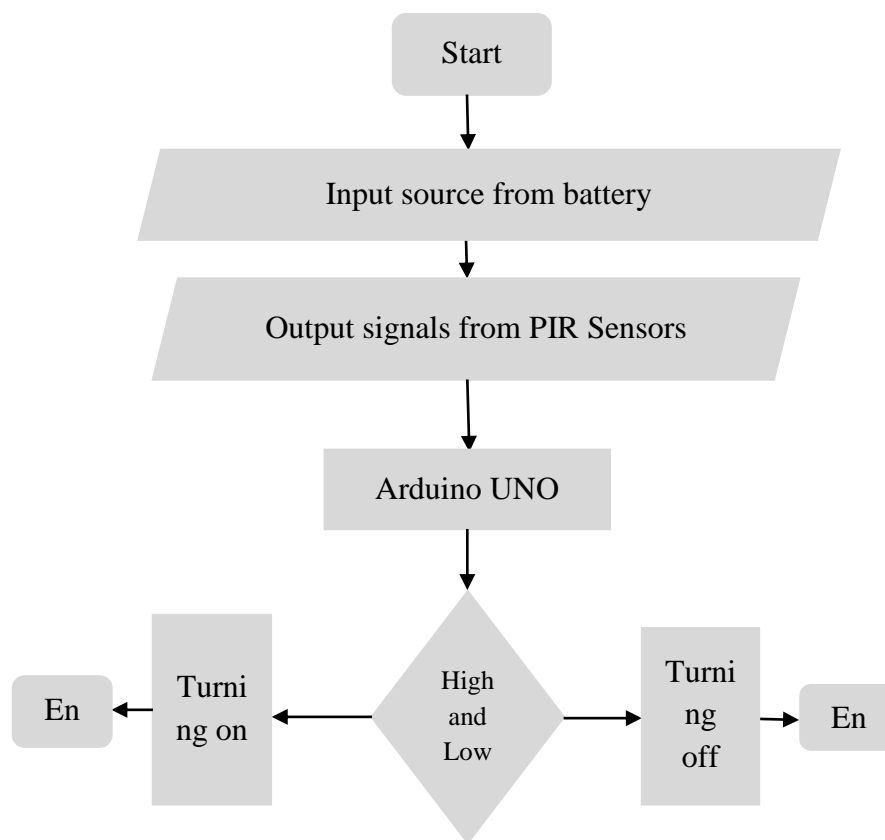 Start
Input source from battery
Output signals from PIR Sensors
Arduino UNO
High
and
Low
Turni
ng on
En
Turni
ng
off
En